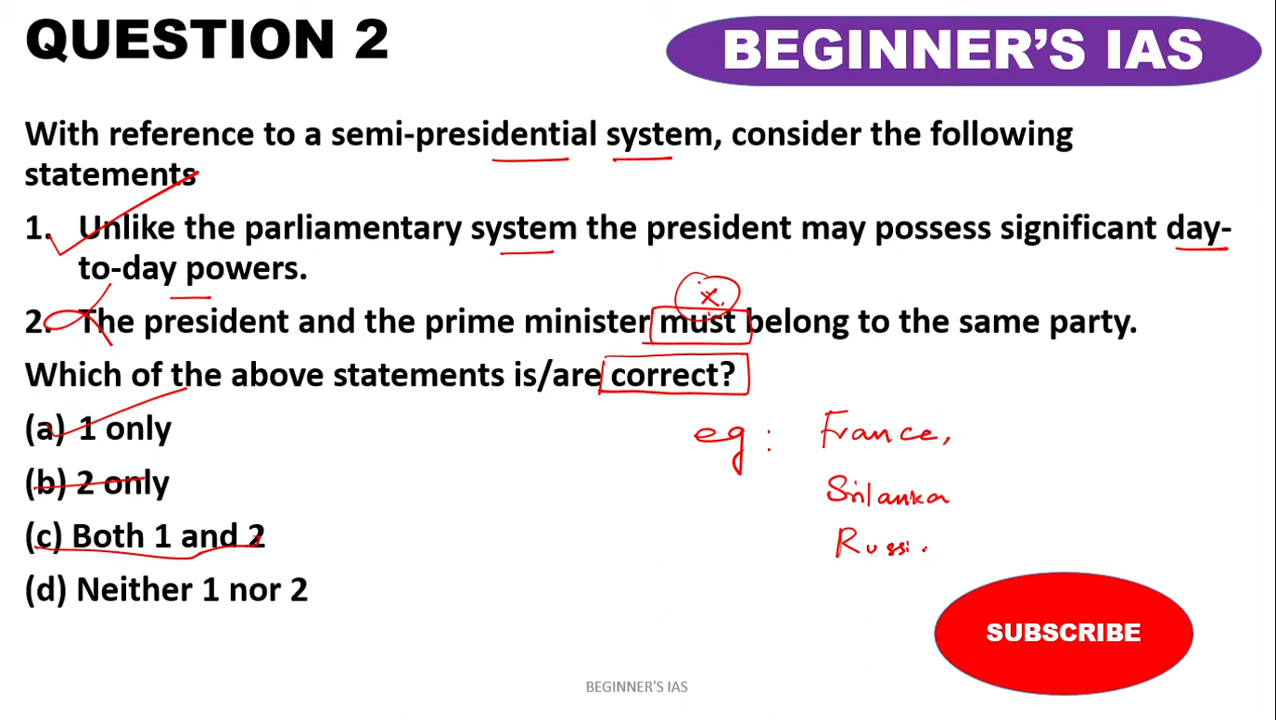 QUESTION 2
BEGINNER'S IAS
With reference to a semi-presidential system, consider the following
statements
1. Unlike the parliamentary system the president may possess significant day-
to-day powers.
2. The president and the prime minister must belong to the same party.
Which of the above statements is/are correct?
(a) 1 only
(b) 2 only
(c) Both 1 and 2
(d) Neither 1 nor 2
eg : France,
Srilanka
Russi.
SUBSCRIBE
BEGINNER'S IAS